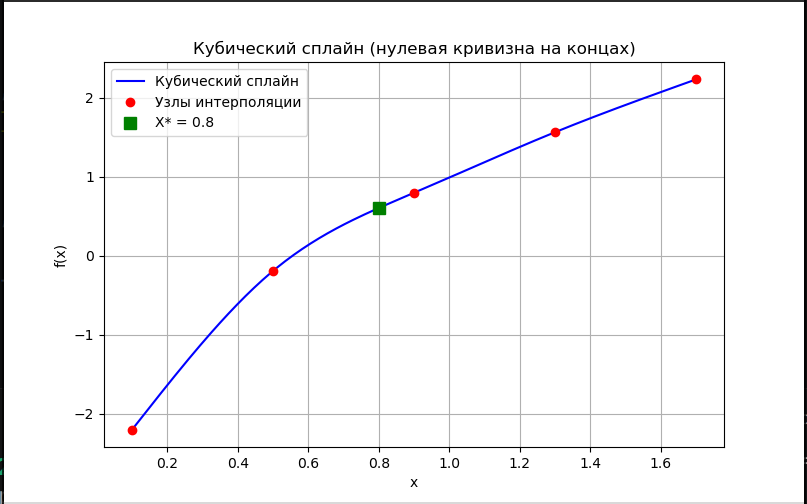 Кубический сплайн (нулевая кривизна на концах)
Кубический сплайн
Узлы интерполяции
X* = 0.8
2
1
0
−1
−2
f(x)
0.2 0.4 0.6 0.8 1.0 1.2 1.4 1.6
x